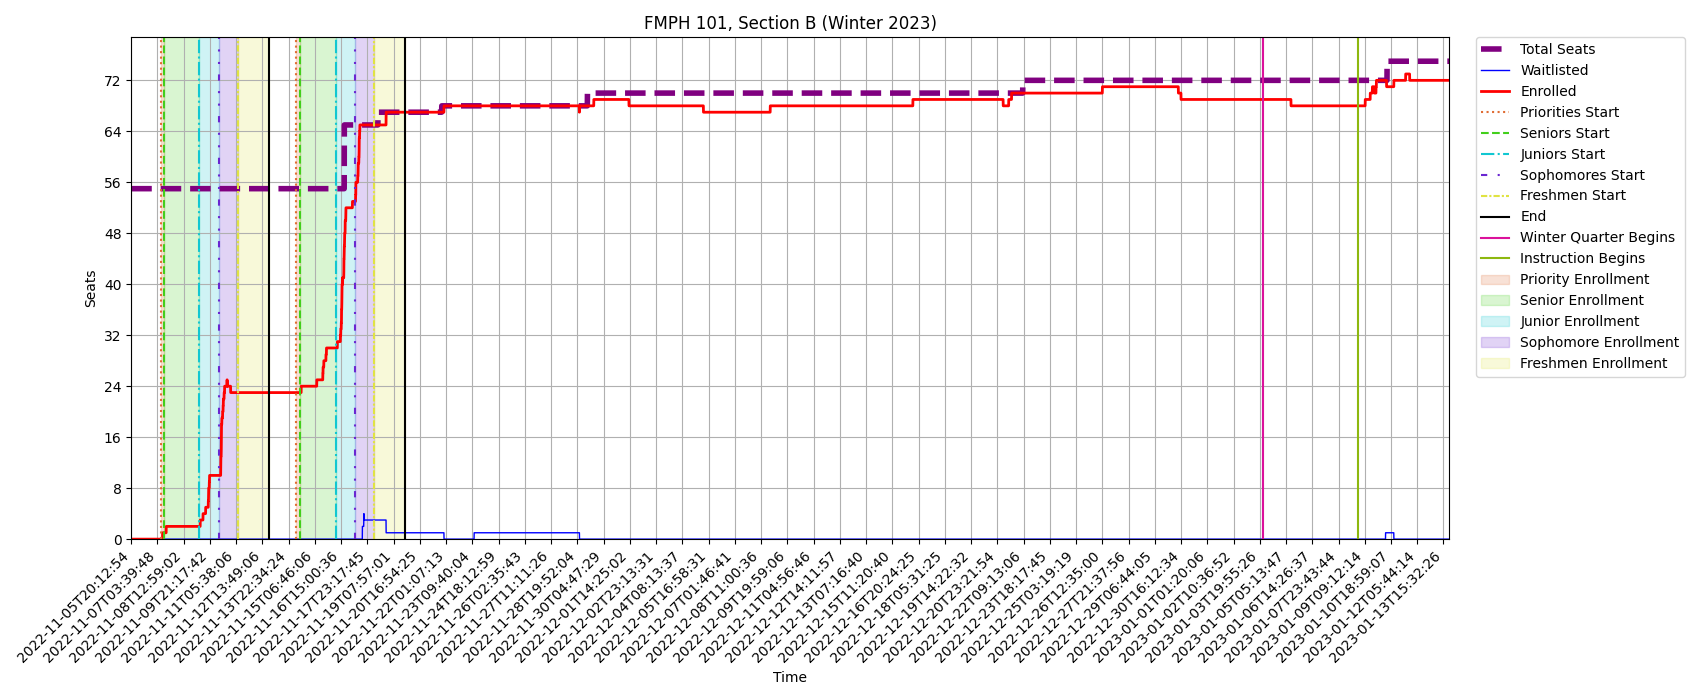 FMPH 101, Section B (Winter 2023)
Seats
72
64
56
48
40
32
24
16
8
0
2022-11-05T20:12:54
2022-11-07T03:39:48
2022-11-08T12:59:02
2022-11-09T21:17:42
2022-11-11T05:38:06
2022-11-12T13:49:06
2022-11-13T22:34:24
2022-11-15T06:46:06
2022-11-16T15:00:36
2022-11-17T23:17:45
2022-11-19T07:57:01
2022-11-20T16:54:25
2022-11-22T01:07:13
2022-11-23T09:40:04
2022-11-24T18:12:59
2022-11-26T02:35:43
2022-11-27T11:11:26
2022-11-28T19:52:04
2022-11-30T04:47:29
2022-12-01T14:25:02
2022-12-02T23:13:31
2022-12-04T08:13:37
2022-12-05T16:58:31
2022-12-07T01:46:41
2022-12-08T11:00:36
2022-12-09T19:59:06
2022-12-11T04:56:46
2022-12-12T14:11:57
2022-12-13T07:16:40
2022-12-15T11:20:40
2022-12-16T20:24:25
2022-12-18T05:31:25
2022-12-19T14:22:32
2022-12-20T23:21:54
2022-12-22T09:13:06
2022-12-23T18:17:45
2022-12-25T03:19:19
2022-12-26T12:35:00
2022-12-27T21:37:56
2022-12-29T06:44:05
2022-12-30T16:12:34
2023-01-01T01:20:06
2023-01-02T10:36:52
2023-01-03T19:55:26
2023-01-05T05:13:47
2023-01-06T14:26:37
2023-01-07T23:43:44
2023-01-09T09:12:14
2023-01-10T18:59:07
2023-01-12T05:44:14
2023-01-13T15:32:26
Time
Total Seats
Waitlisted
Enrolled
Priorities Start
Seniors Start
Juniors Start
Sophomores Start
Freshmen Start
End
Winter Quarter Begins
Instruction Begins
Priority Enrollment
Senior Enrollment
Junior Enrollment
Sophomore Enrollment
Freshmen Enrollment